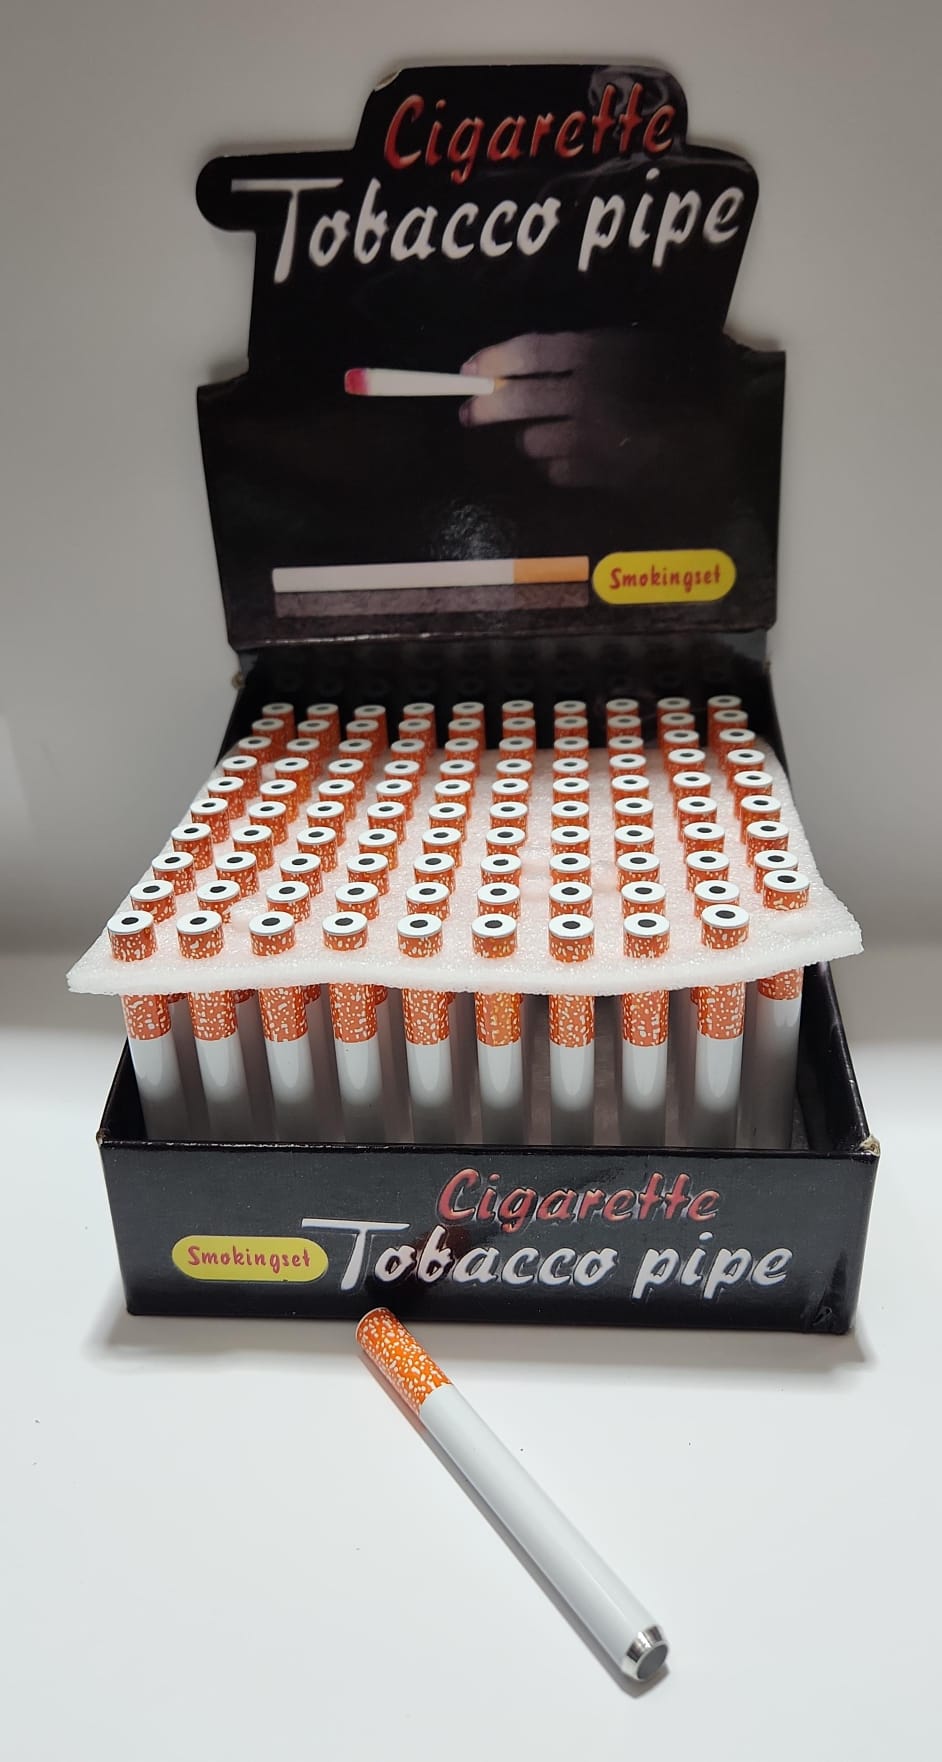 Cigarette
Tobacco pipe
Smokingset
Cigarette
Smokingset Tobacco pipe